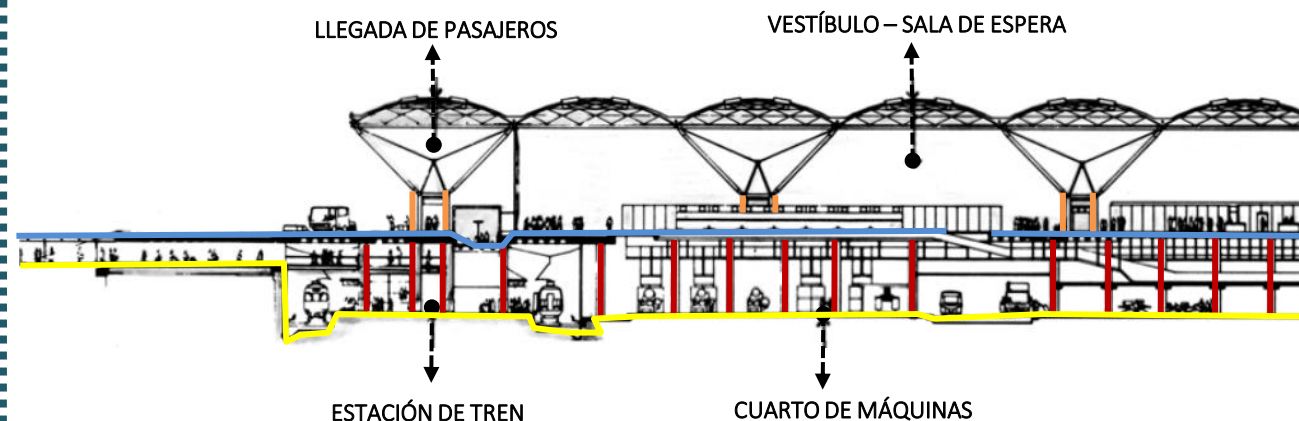 LLEGADA DE PASAJEROS
VESTÍBULO – SALA DE ESPERA
ESTACIÓN DE TREN
CUARTO DE MÁQUINAS